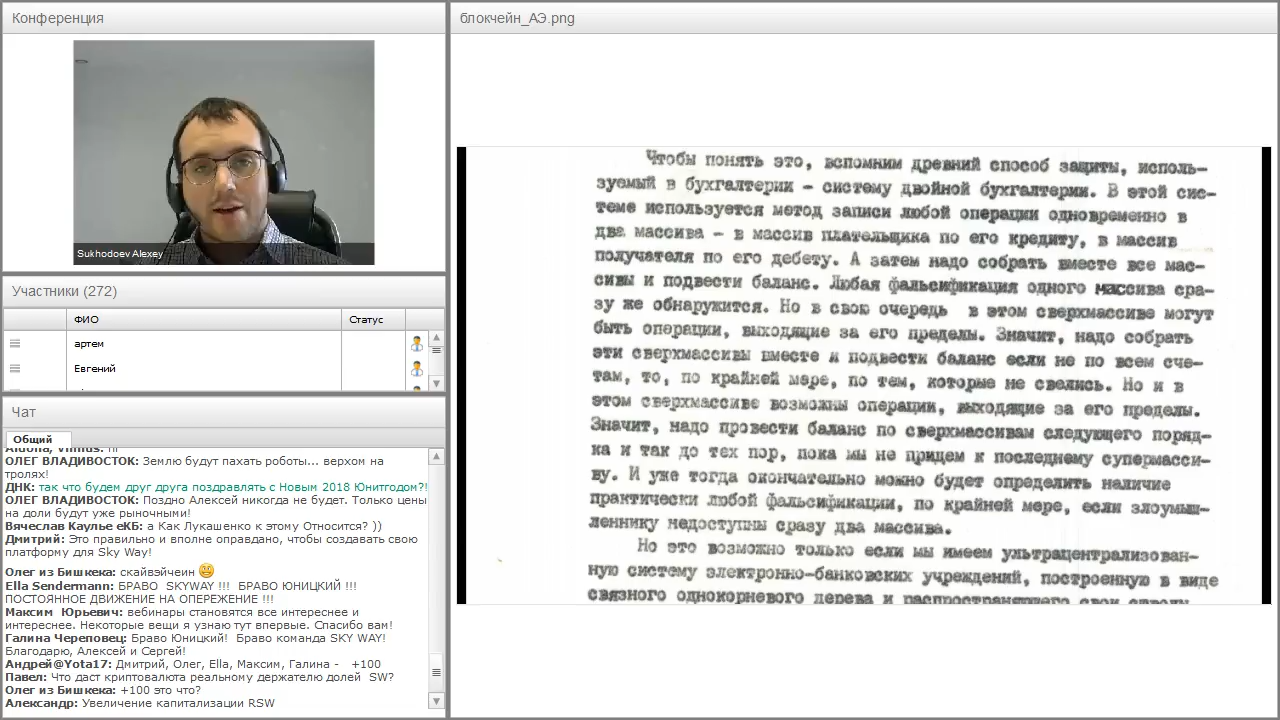 Конференция
Sukhodoev Alexey
Участники (272)
ФИО
Статус
артем
Евгений
Чат
Общий
Aldona, Vilnius: hi
ОЛЕГ ВЛАДИВОСТОК: Землю будут пахать роботы... верхом на
тролях!
ДНК: так что будем друг друга поздравлять с Новым 2018 Юнитгодом?!
ОЛЕГ ВЛАДИВОСТОК: Поздно Алексей никогда не будет. Только цены
на доли будут уже рыночными!
Вячеслав Каулье еКБ: а Как Лукашенко к этому Относится? ))
Дмитрий: Это правильно и вполне оправдано, чтобы создавать свою
платформу для Sky Way!
Олег из Бишкека: скайвэйчейн
Ella Sendermann: БРАВО SKYWAY !!! БРАВО ЮНИЦКИЙ !!!
ПОСТОЯННОЕ ДВИЖЕНИЕ НА ОПЕРЕЖЕНИЕ !!!
Максим Юрьевич: вебинары становятся все интереснее и
интереснее. Некоторые вещи я узнаю тут впервые. Спасибо вам!
Галина Череповец: Браво Юницкий! Браво команда SKY WAY!
Благодарю, Алексей и Сергей!
Андрей@Yota17: Дмитрий, Олег, Ella, Максим, Галина - +100
Павел: Что даст криптовалюта реальному держателю долей SW?
Олег из Бишкека: +100 это что?
Александр: Увеличение капитализации RSW
блокчейн_АЭ.png
Чтобы понять это, вспомним древний способ защиты, исполь-
зуемый в бухгалтерии - систему двойной бухгалтерии. В этой сис-
теме используется метод записи любой операции одновременно в
два массива - в массив плательщика по его кредиту, в массив
получателя по его дебету. А затем надо собрать вместе все мас-
сивы и подвести баланс. Любая фальсификация одного массива сра-
зу же обнаружится. Но в свою очередь в этом сверхмассиве могут
быть операции, выходящие за его пределы. Значит, надо собрать
эти сверхмассивы вместе и подвести баланс если не по всем сче-
там, то, по крайней мере, по тем, которые не свелись. Но и в
этом сверхмассиве возможны операции, выходящие за его пределы.
Значит, надо провести баланс по сверхмассивам следующего поряд-
ка и так до тех пор, пока мы не прицем к последнему супермасси-
ву. И уже тогда окончательно можно будет определить наличие
практически любой фальсификации, по крайней мере, если злоумыш-
леннику недоступны сразу два массива.
Но это возможно только если мы имеем ультрацентрализован-
ную систему электронно-банковских учреждений, построенную в виде
связного однокорневого дерева и распространяющего свои стволы